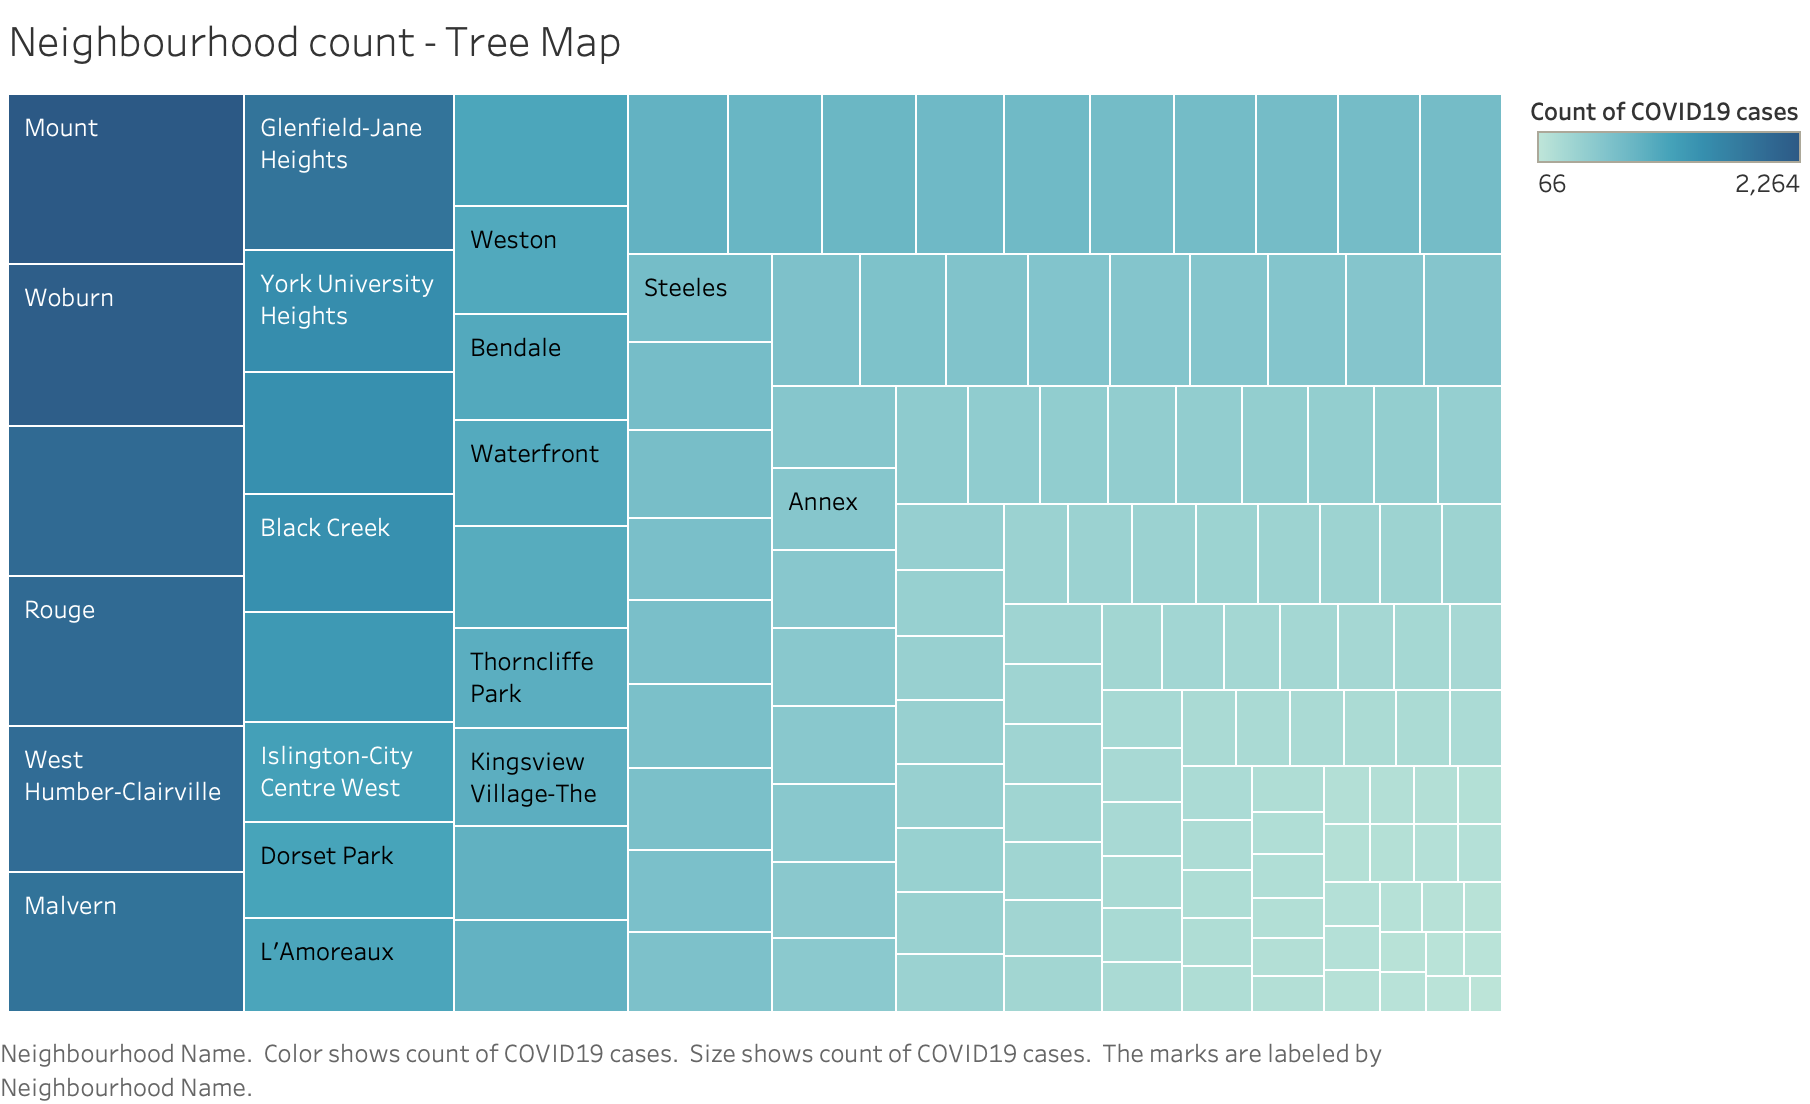 Neighbourhood count - Tree Map
Count of COVID19 cases
66
2,264
Mount
Woburn
Rouge
West
Humber-Clairville
Malvern
Glenfield-Jane
Heights
York University
Heights
Black Creek
Islington-City
Centre West
Dorset Park
L'Amoreaux
Weston
Bendale
Waterfront
Thorncliffe
Park
Kingsview
Village-The
Steeles
Annex
Neighbourhood Name.  Color shows count of COVID19 cases.  Size shows count of COVID19 cases.  The marks are labeled by
Neighbourhood Name.